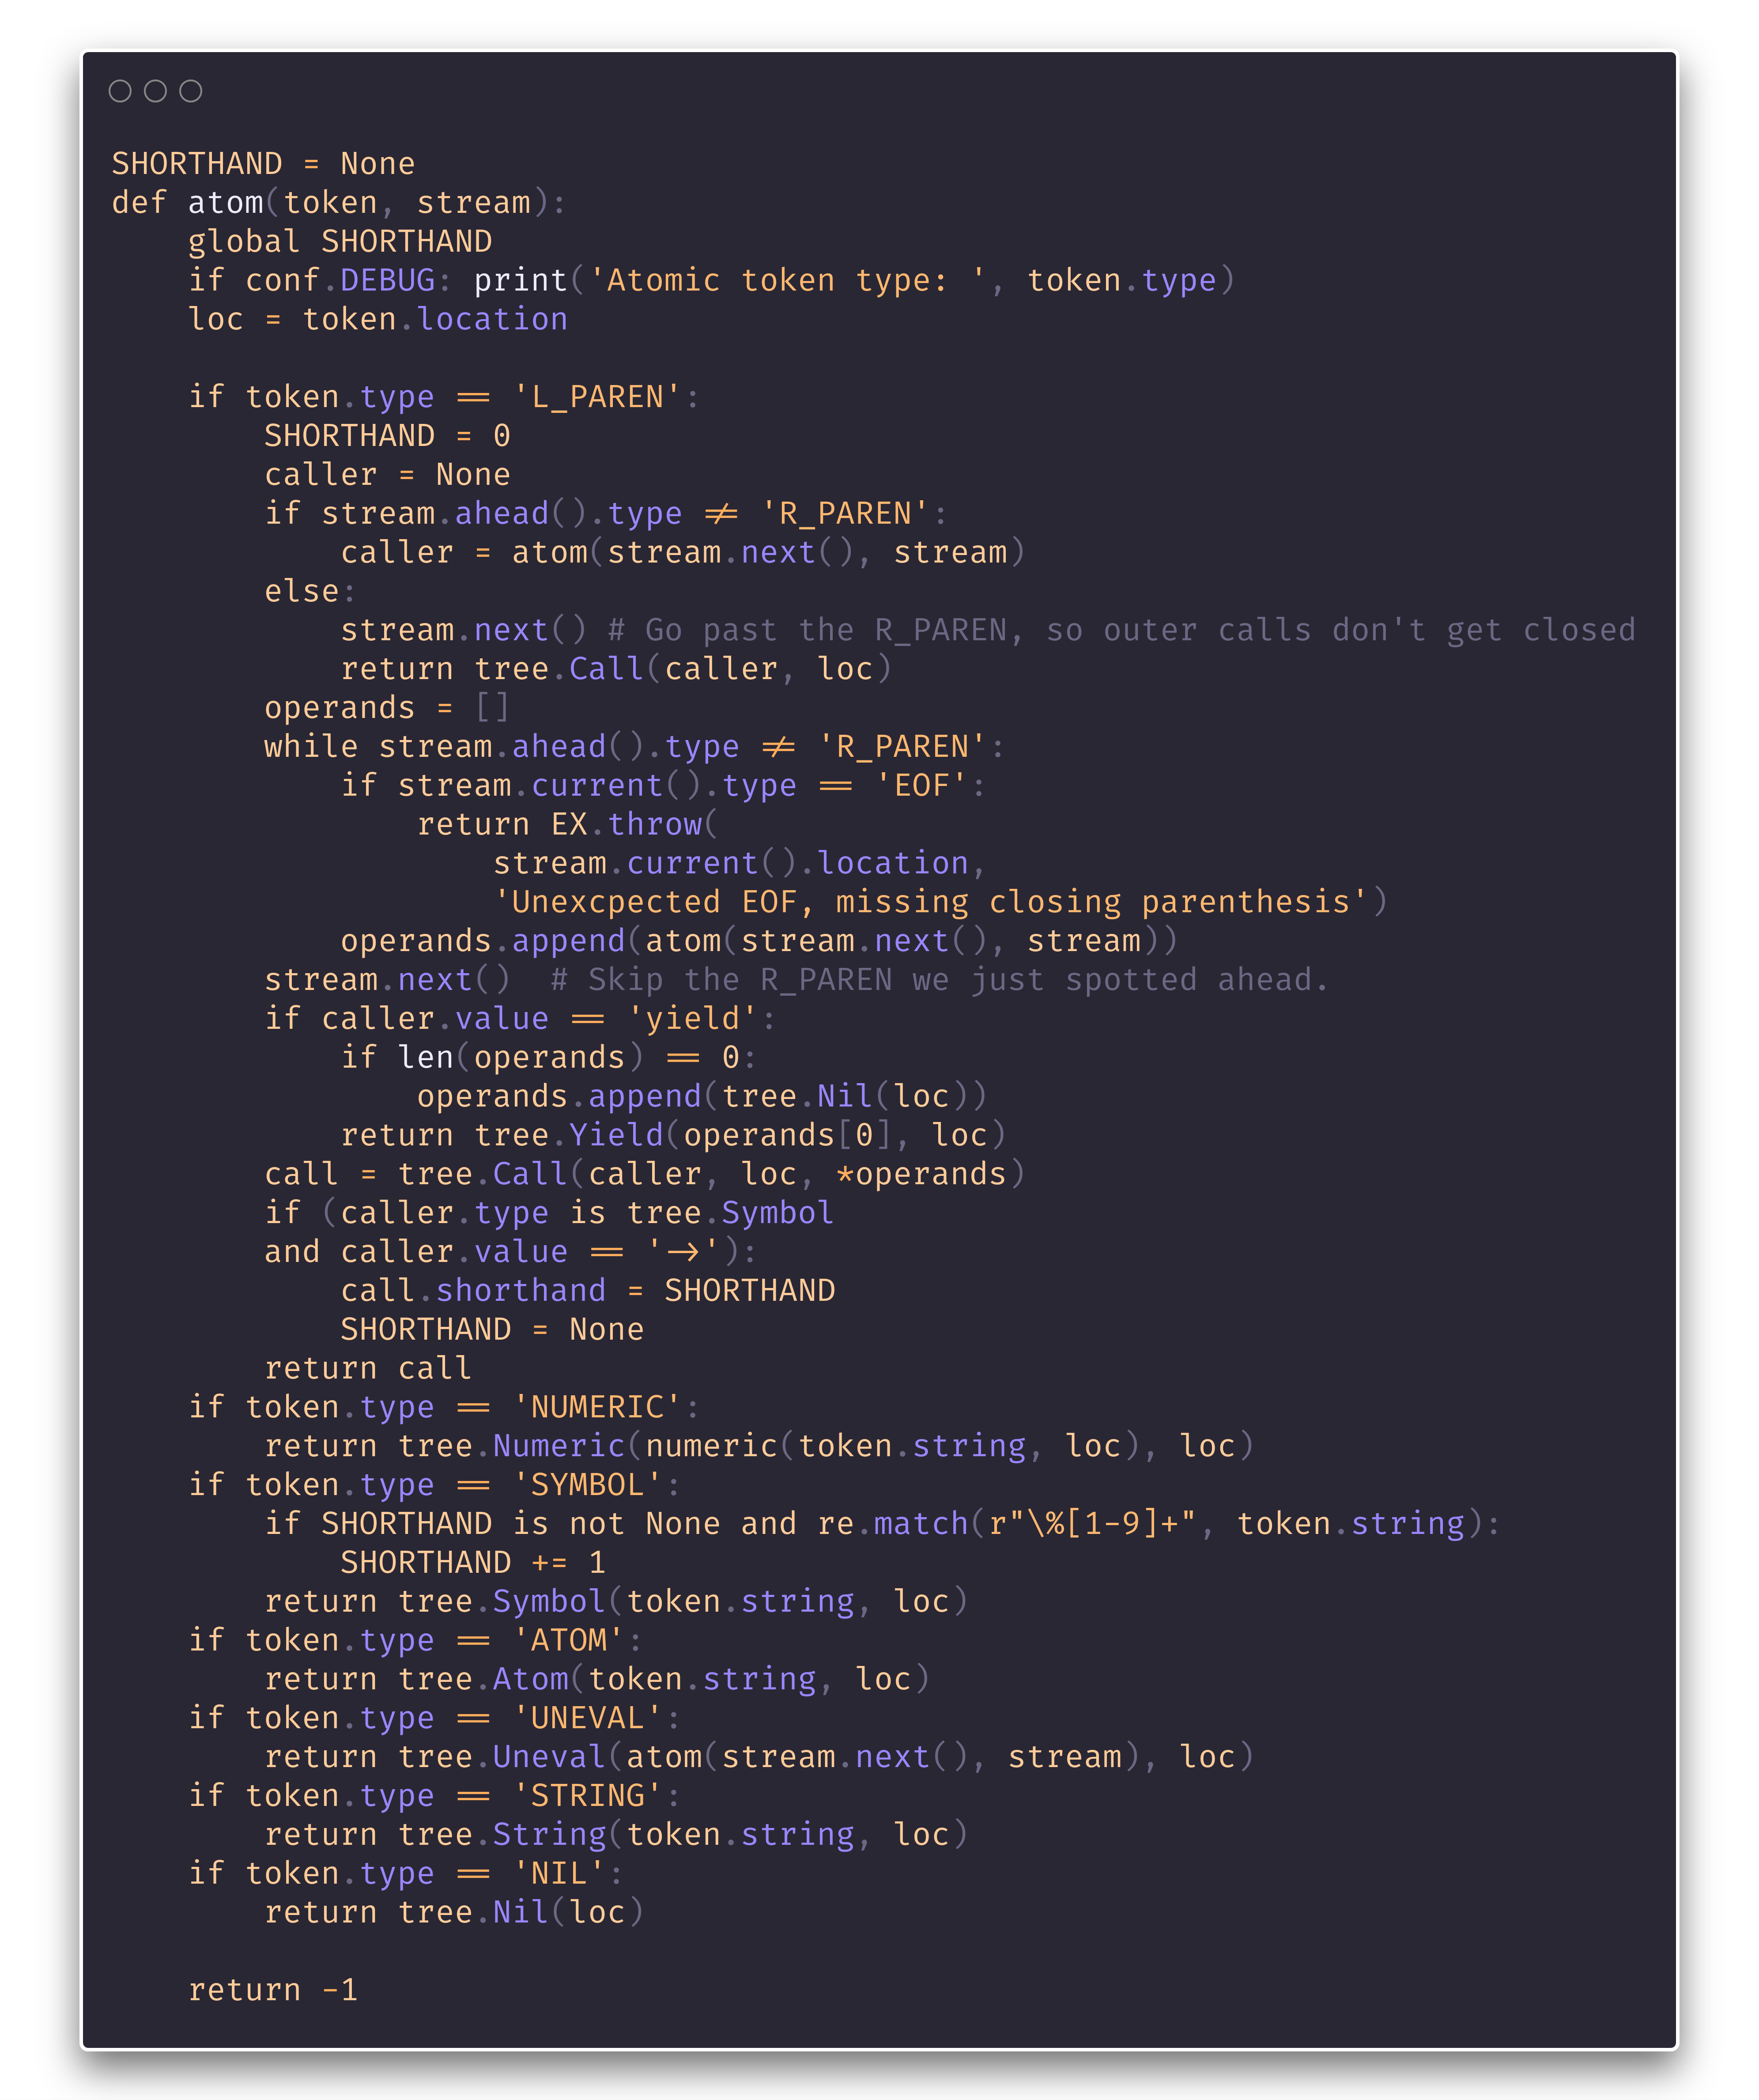 SHORTHAND = None
def atom(token, stream):
    global SHORTHAND
    if conf.DEBUG: print('Atomic token type: ', token.type)
    loc = token.location

    if token.type == 'L_PAREN':
        SHORTHAND = 0
        caller = None
        if stream.ahead().type != 'R_PAREN':
            caller = atom(stream.next(), stream)
        else:
            stream.next() # Go past the R_PAREN, so outer calls don't get closed
            return tree.Call(caller, loc)
        operands = []
        while stream.ahead().type != 'R_PAREN':
            if stream.current().type == 'EOF':
                return EX.throw(
                    stream.current().location,
                    'Unexcpected EOF, missing closing parenthesis')
            operands.append(atom(stream.next(), stream))
        stream.next()  # Skip the R_PAREN we just spotted ahead.
        if caller.value == 'yield':
            if len(operands) == 0:
                operands.append(tree.Nil(loc))
            return tree.Yield(operands[0], loc)
        call = tree.Call(caller, loc, *operands)
        if (caller.type is tree.Symbol
        and caller.value == '->'):
            call.shorthand = SHORTHAND
            SHORTHAND = None
        return call
    if token.type == 'NUMERIC':
        return tree.Numeric(numeric(token.string, loc), loc)
    if token.type == 'SYMBOL':
        if SHORTHAND is not None and re.match(r"\%[1-9]+", token.string):
            SHORTHAND += 1
        return tree.Symbol(token.string, loc)
    if token.type == 'ATOM':
        return tree.Atom(token.string, loc)
    if token.type == 'UNEVAL':
        return tree.Uneval(atom(stream.next(), stream), loc)
    if token.type == 'STRING':
        return tree.String(token.string, loc)
    if token.type == 'NIL':
        return tree.Nil(loc)

    return -1